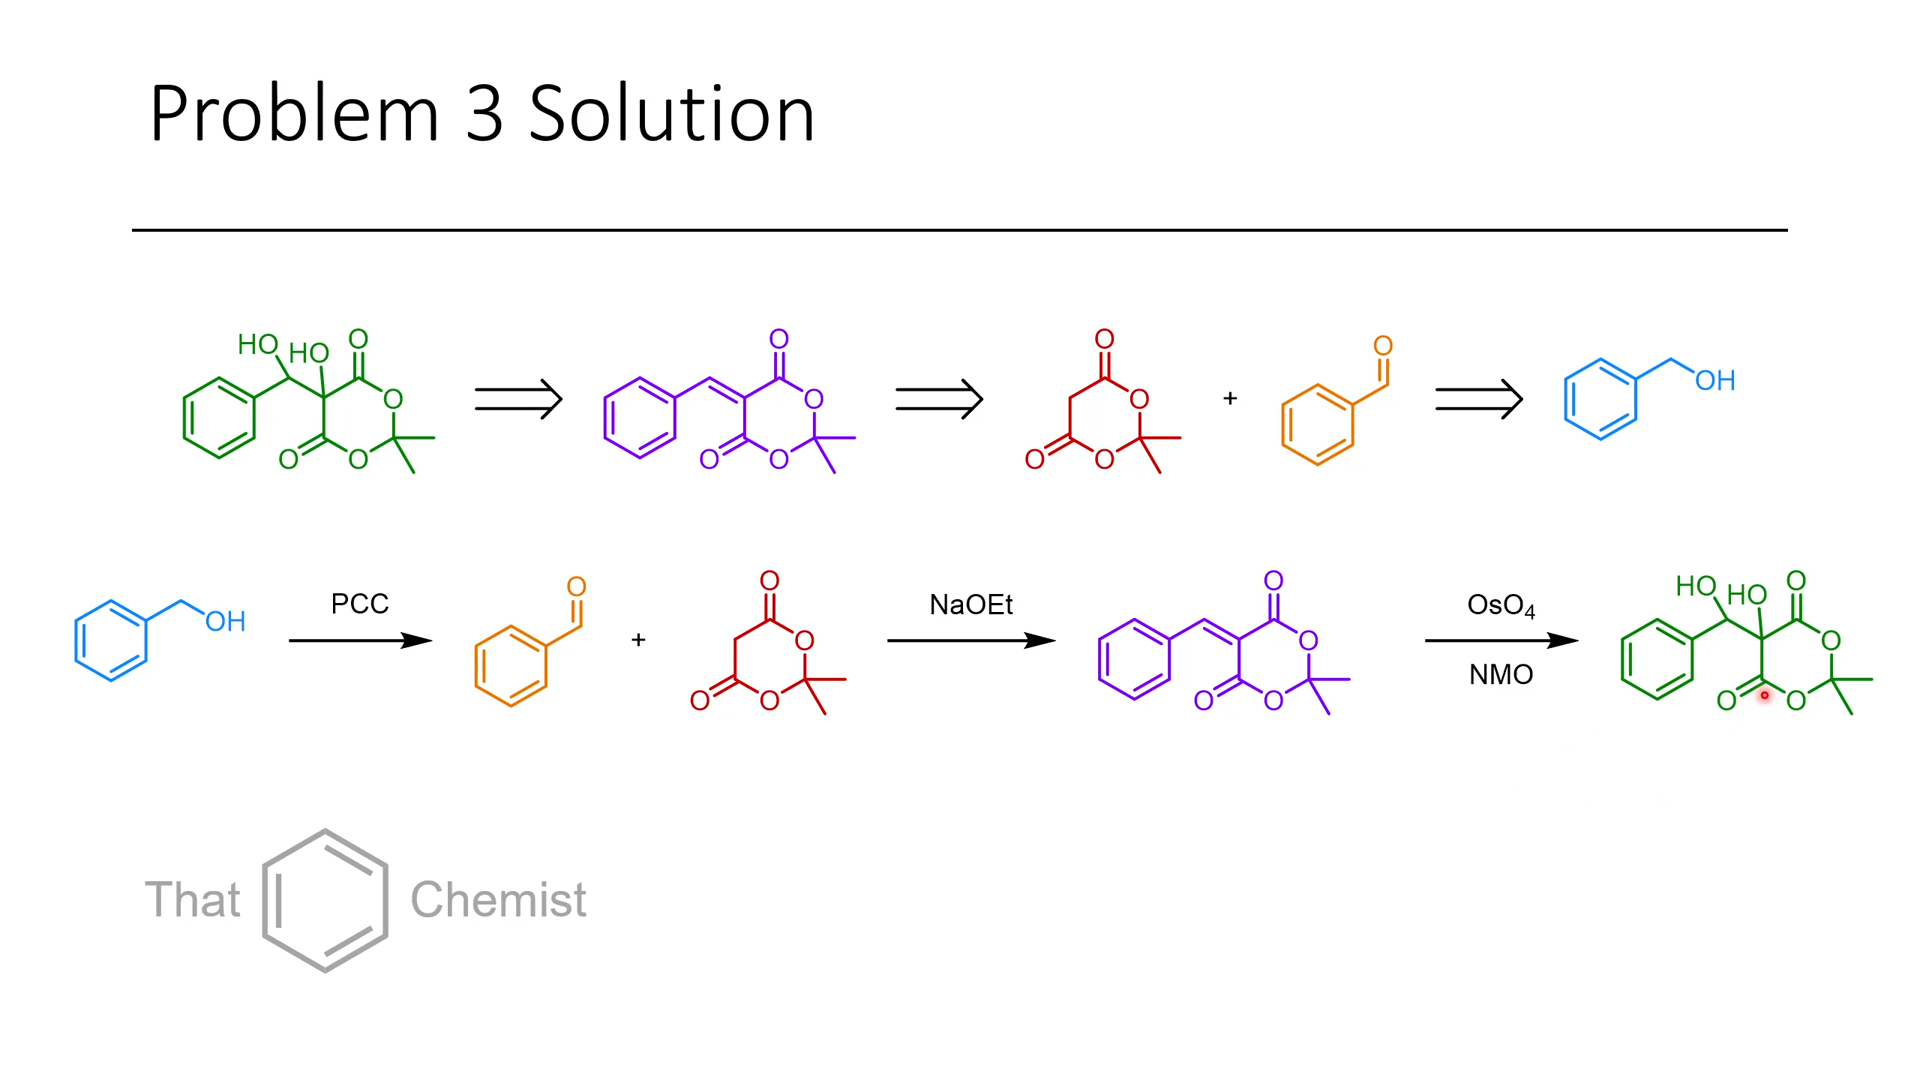 Problem 3 Solution
HO HO O O O O
O O O O
O O O O
O
+
OH
OH
PCC
O
+
O O O O
NaOEt
O O O O
OsO4
NMO
HO HO O O O O
That Chemist